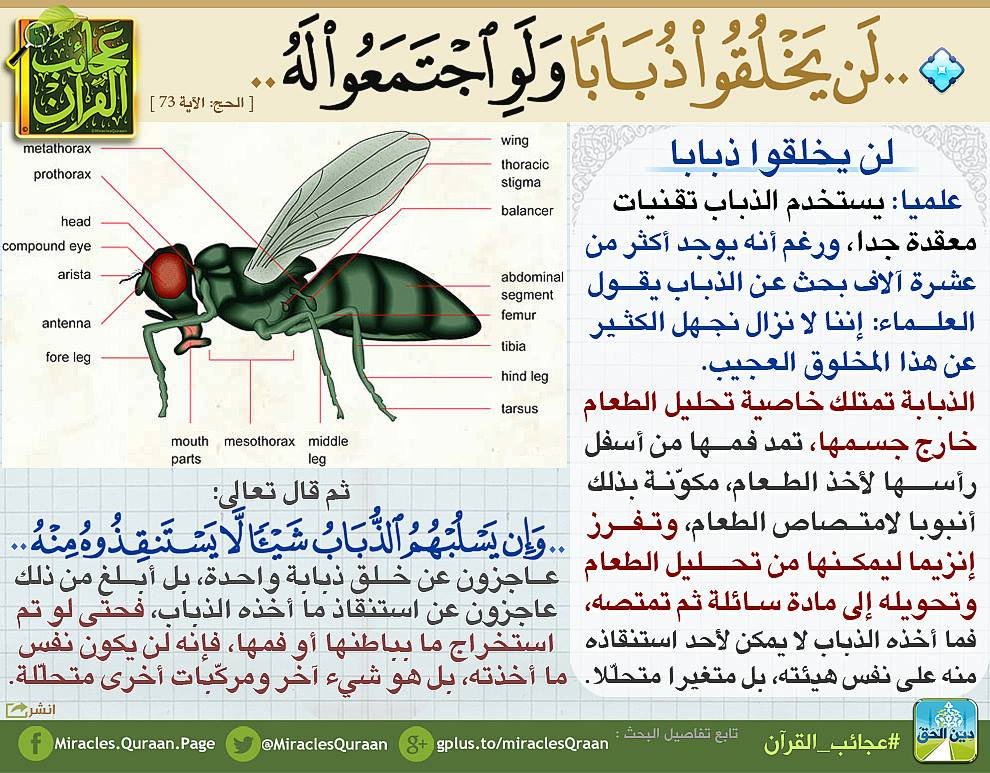 ..لَن يَخْلُقُوا۟ ذُبَابًا وَلَوِ ٱجْتَمَعُوا۟ لَهُۥ..
[ الحج: الآية 73 ]
عجائب
القرآن
©MiraclesQuraan
metathorax
prothorax
head
compound eye
arista
antenna
fore leg
wing
thoracic
stigma
balancer
abdominal
segment
femur
tibia
hind leg
tarsus
mouth
parts
mesothorax
middle
leg
لن يخلقوا ذبابا
علميا: يستخدم الذباب تقنيات
معقدة جدا، ورغم أنه يوجد أكثر من
عشرة آلاف بحث عن الذباب يقول
العلماء: إننا لا نزال نجهل الكثير
عن هذا المخلوق العجيب.
الذبابة تمتلك خاصية تحليل الطعام
خارج جسمها، تمد فمها من أسفل
رأسها لأخذ الطعام، مكوّنة بذلك
أنبوبا لامتصاص الطعام، وتفرز
إنزيما ليمكنها من تحليل الطعام
وتحويله إلى مادة سائلة ثم تمتصه،
فما أخذه الذباب لا يمكن لأحد استنقاذه
منه على نفس هيئته، بل متغيرا متحللا.
ثم قال تعالى:
..وَإِن يَسْلُبْهُمُ ٱلذُّبَابُ شَيْـًٔا لَّا يَسْتَنقِذُوهُ مِنْهُ..
عاجزون عن خلق ذبابة واحدة، بل أبلغ من ذلك
عاجزون عن استنقاذ ما أخذه الذباب، فحتى لو تم
استخراج ما بباطنها أو فمها، فإنه لن يكون نفس
ما أخذته، بل هو شيء آخر ومركّبات أخرى متحللة.
انشر
Miracles.Quraan.Page
@MiraclesQuraan
gplus.to/miraclesQraan
تابع تفاصيل البحث :
#عجائب_القرآن
دين الحق